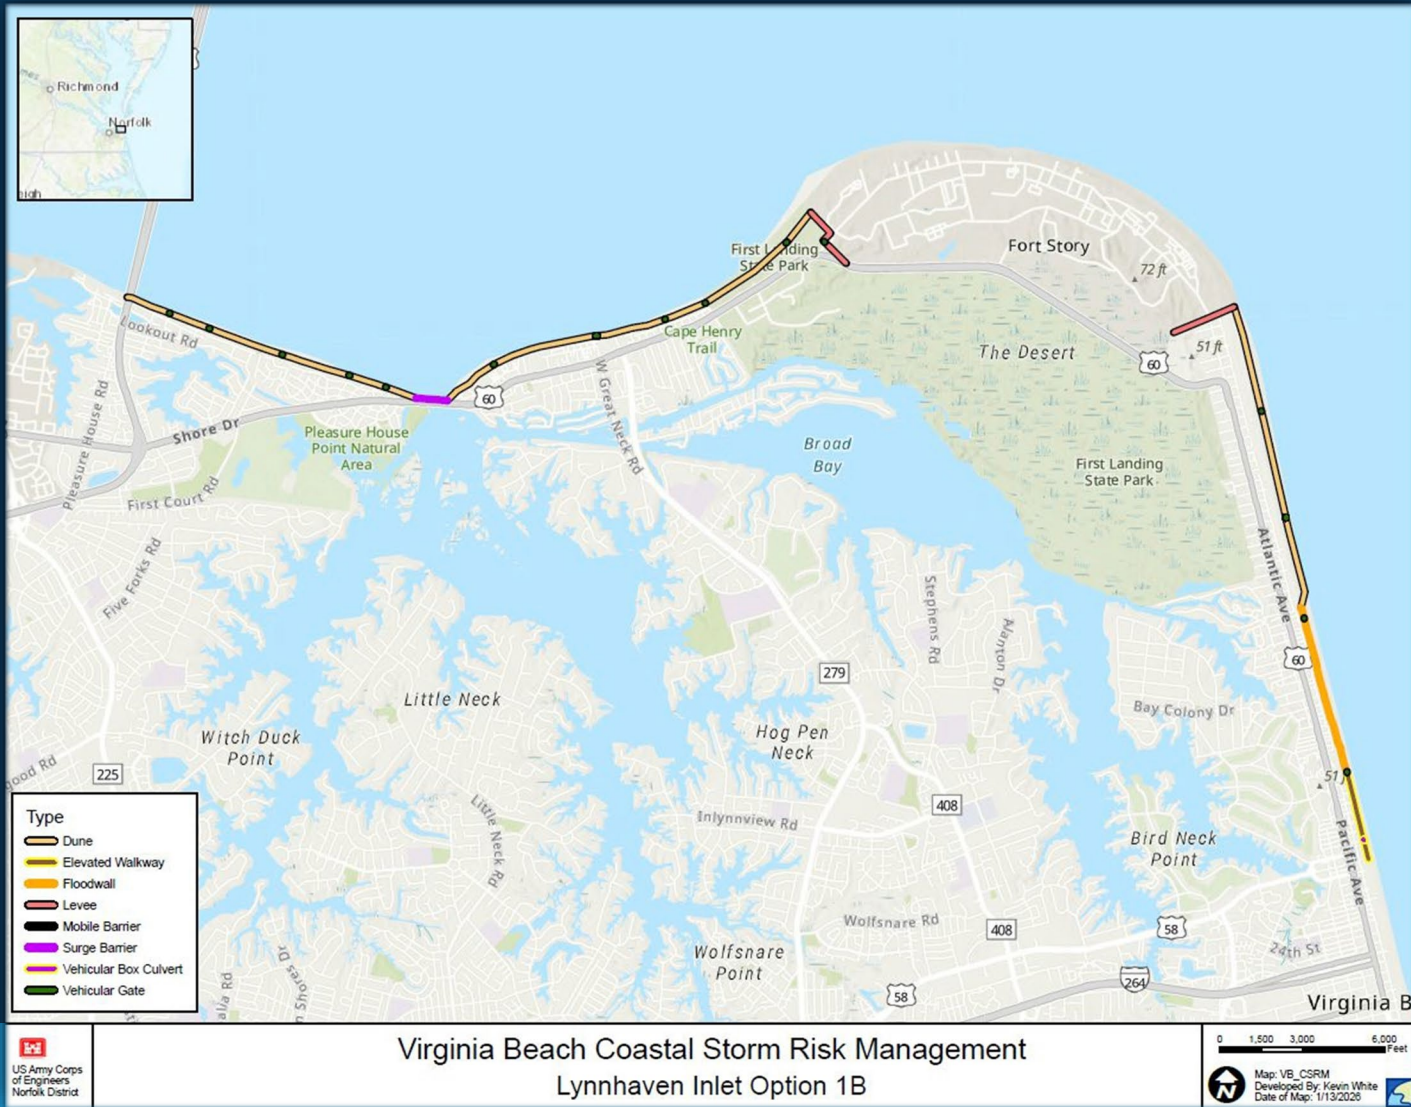 Richmond
Norfolk
First Landing
State Park
Fort Story
72 ft
Lookout Rd
Cape Henry
Trail
The Desert
51 ft
60
60
Pleasure House Rd
Shore Dr
W Great Neck Rd
Pleasure House
Point Natural
Area
Broad
Bay
First Landing
State Park
First Court Rd
Five Forks Rd
Atlantic Ave
Stephens Rd
Alanton Dr
60
279
Little Neck
Bay Colony Dr
Witch Duck
Point
Hog Pen
Neck
225
51
408
Inlynnview Rd
Little Neck Rd
Bird Neck
Point
Pacific Ave
Wolfsnare Rd
58
408
24th St
Wolfsnare
Point
264
58
Virginia B
Type
Dune
Elevated Walkway
Floodwall
Levee
Mobile Barrier
Surge Barrier
Vehicular Box Culvert
Vehicular Gate
US Army Corps
of Engineers
Norfolk District
Virginia Beach Coastal Storm Risk Management
Lynnhaven Inlet Option 1B
0 1,500 3,000 6,000
Feet
N
Map: VB_CSRM
Developed By: Kevin White
Date of Map: 1/13/2026